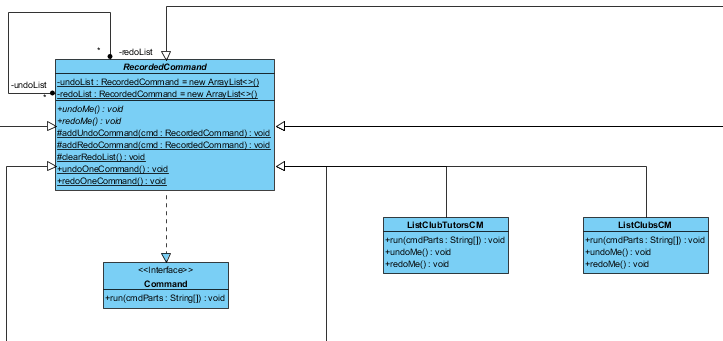 *
-redoList
-undoList
*
RecordedCommand
-undoList : RecordedCommand = new ArrayList<>()
-redoList : RecordedCommand = new ArrayList<>()
+undoMe() : void
+redoMe() : void
#addUndoCommand(cmd : RecordedCommand) : void
#addRedoCommand(cmd : RecordedCommand) : void
#clearRedoList() : void
+undoOneCommand() : void
+redoOneCommand() : void
ListClubTutorsCM
+run(cmdParts : String[]) : void
+undoMe() : void
+redoMe() : void
ListClubsCM
+run(cmdParts : String[]) : void
+undoMe() : void
+redoMe() : void
<<Interface>>
Command
+run(cmdParts : String[]) : void